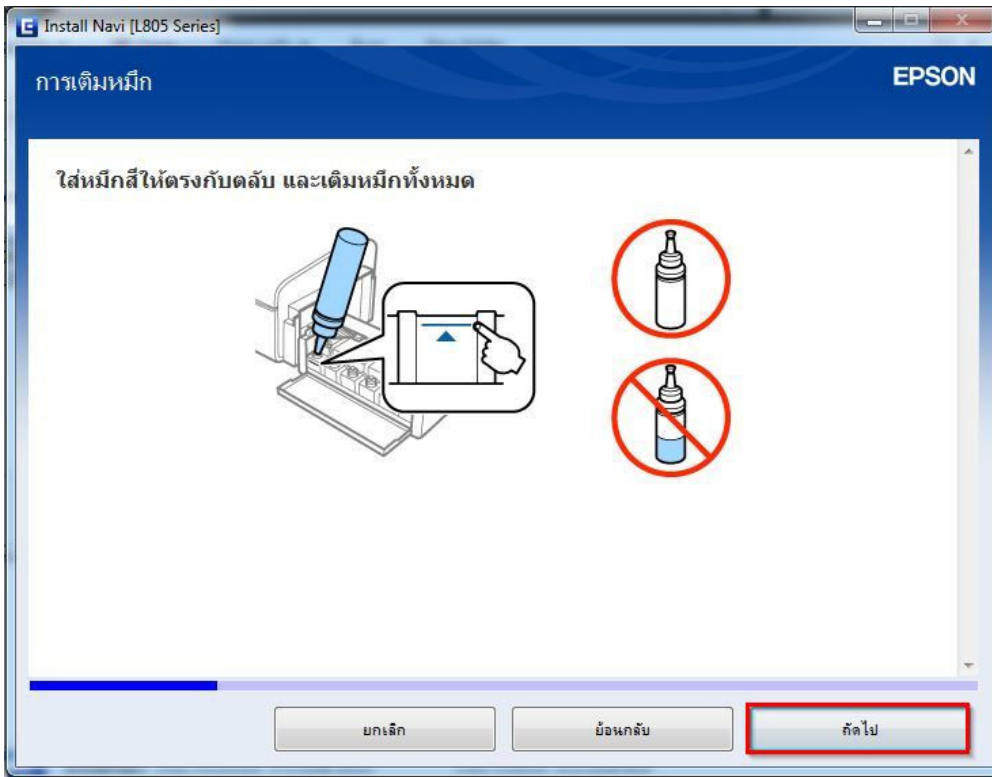 Install Navi [L805 Series]
การเติมหมึก
EPSON
ใส่หมึกสีให้ตรงกับตลับ และเติมหมึกทั้งหมด
ยกเลิก
ย้อนกลับ
ถัดไป